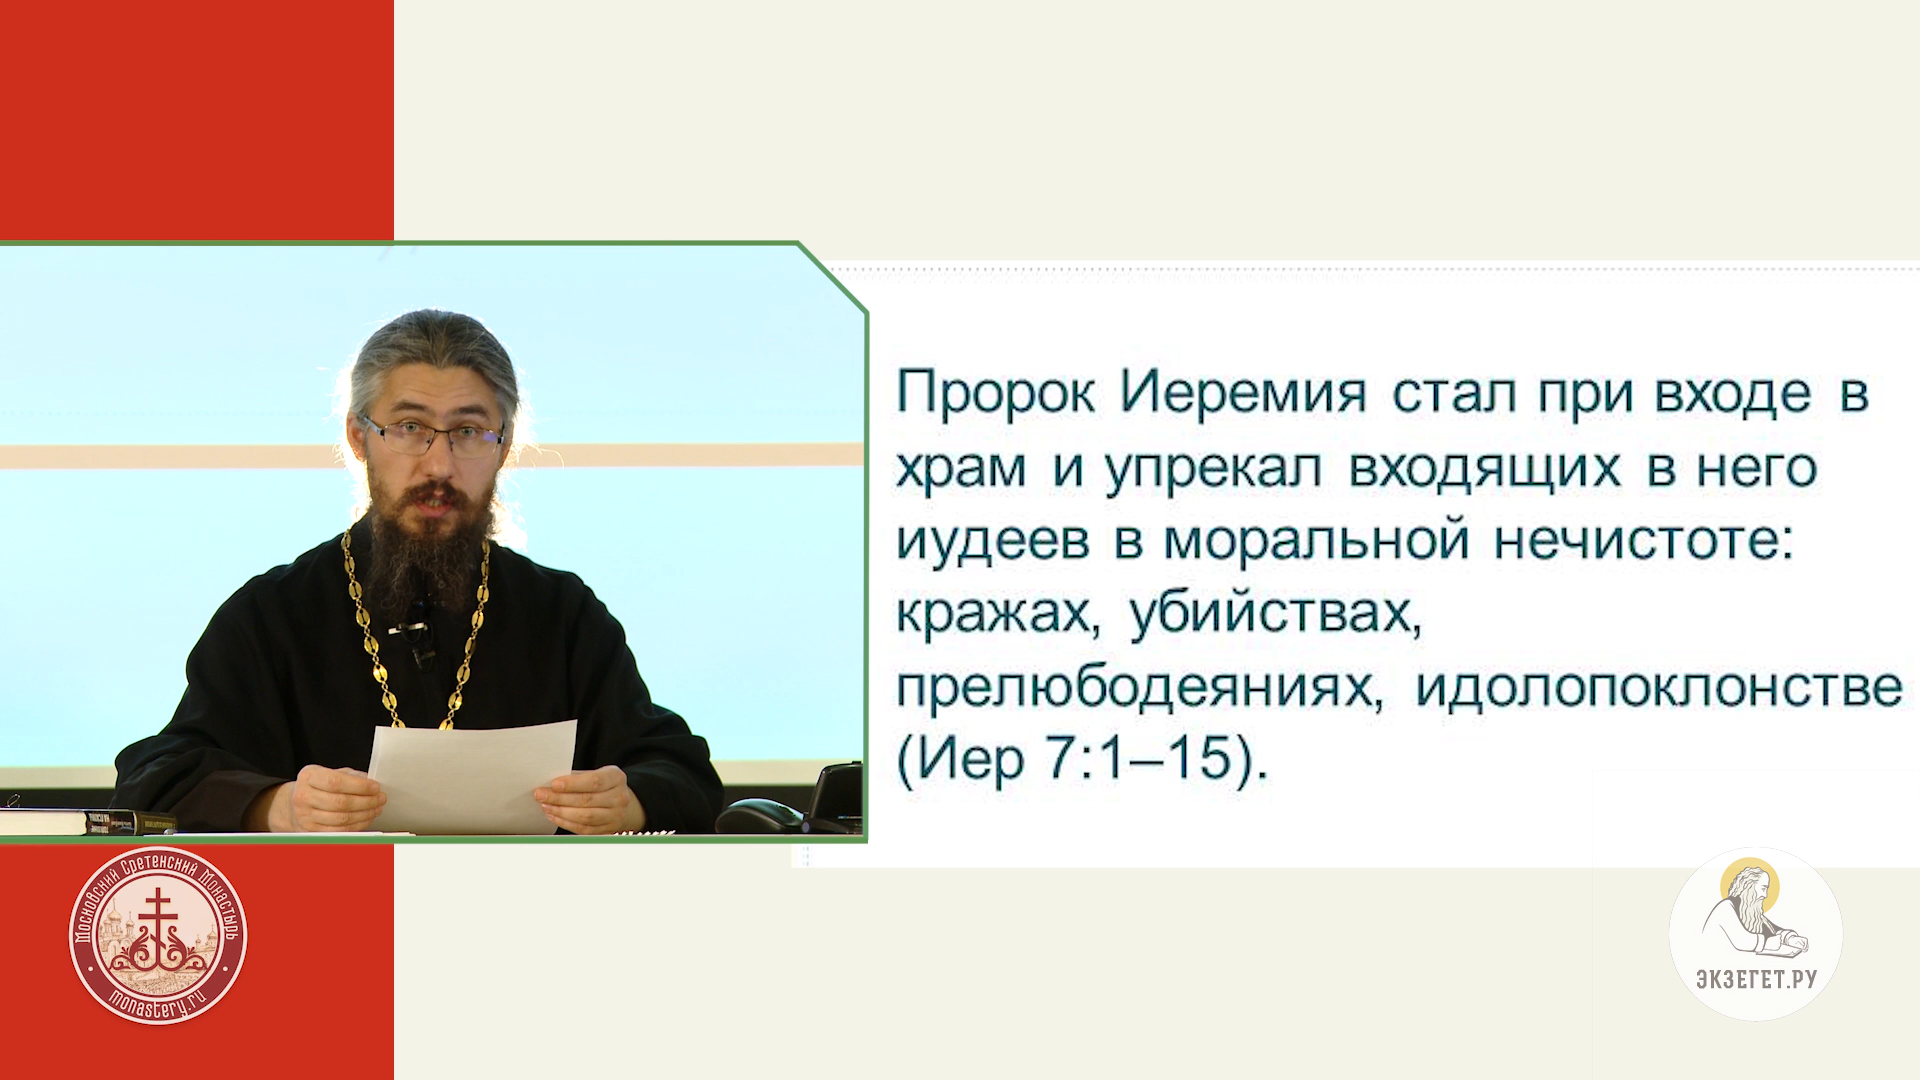 Пророк Иеремия стал при входе в
храм и упрекал входящих в него
иудеев в моральной нечистоте:
кражах, убийствах,
прелюбодеяниях, идолопоклонстве
(Иер 7:1–15).
Московский Сретенский Монастырь
monastery.ru
ЭКЗЕГЕТ.РУ